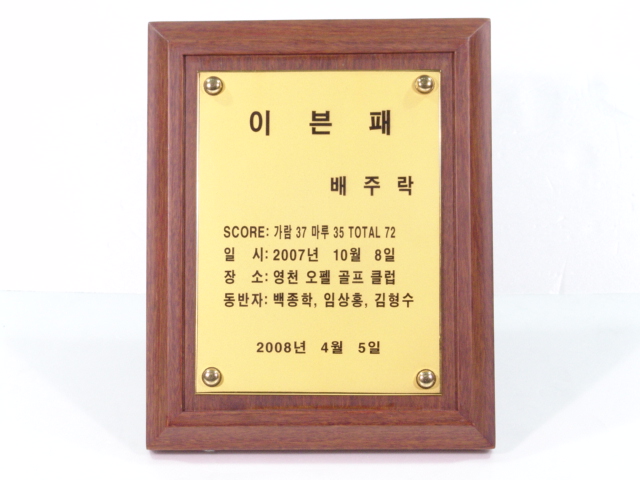 이 븐 패
배 주 락
SCORE: 가람 37 마루 35 TOTAL 72
일 시: 2007년 10월 8일
장 소: 영천 오펠 골프 클럽
동반자: 백종학, 임상홍, 김형수
2008년 4월 5일